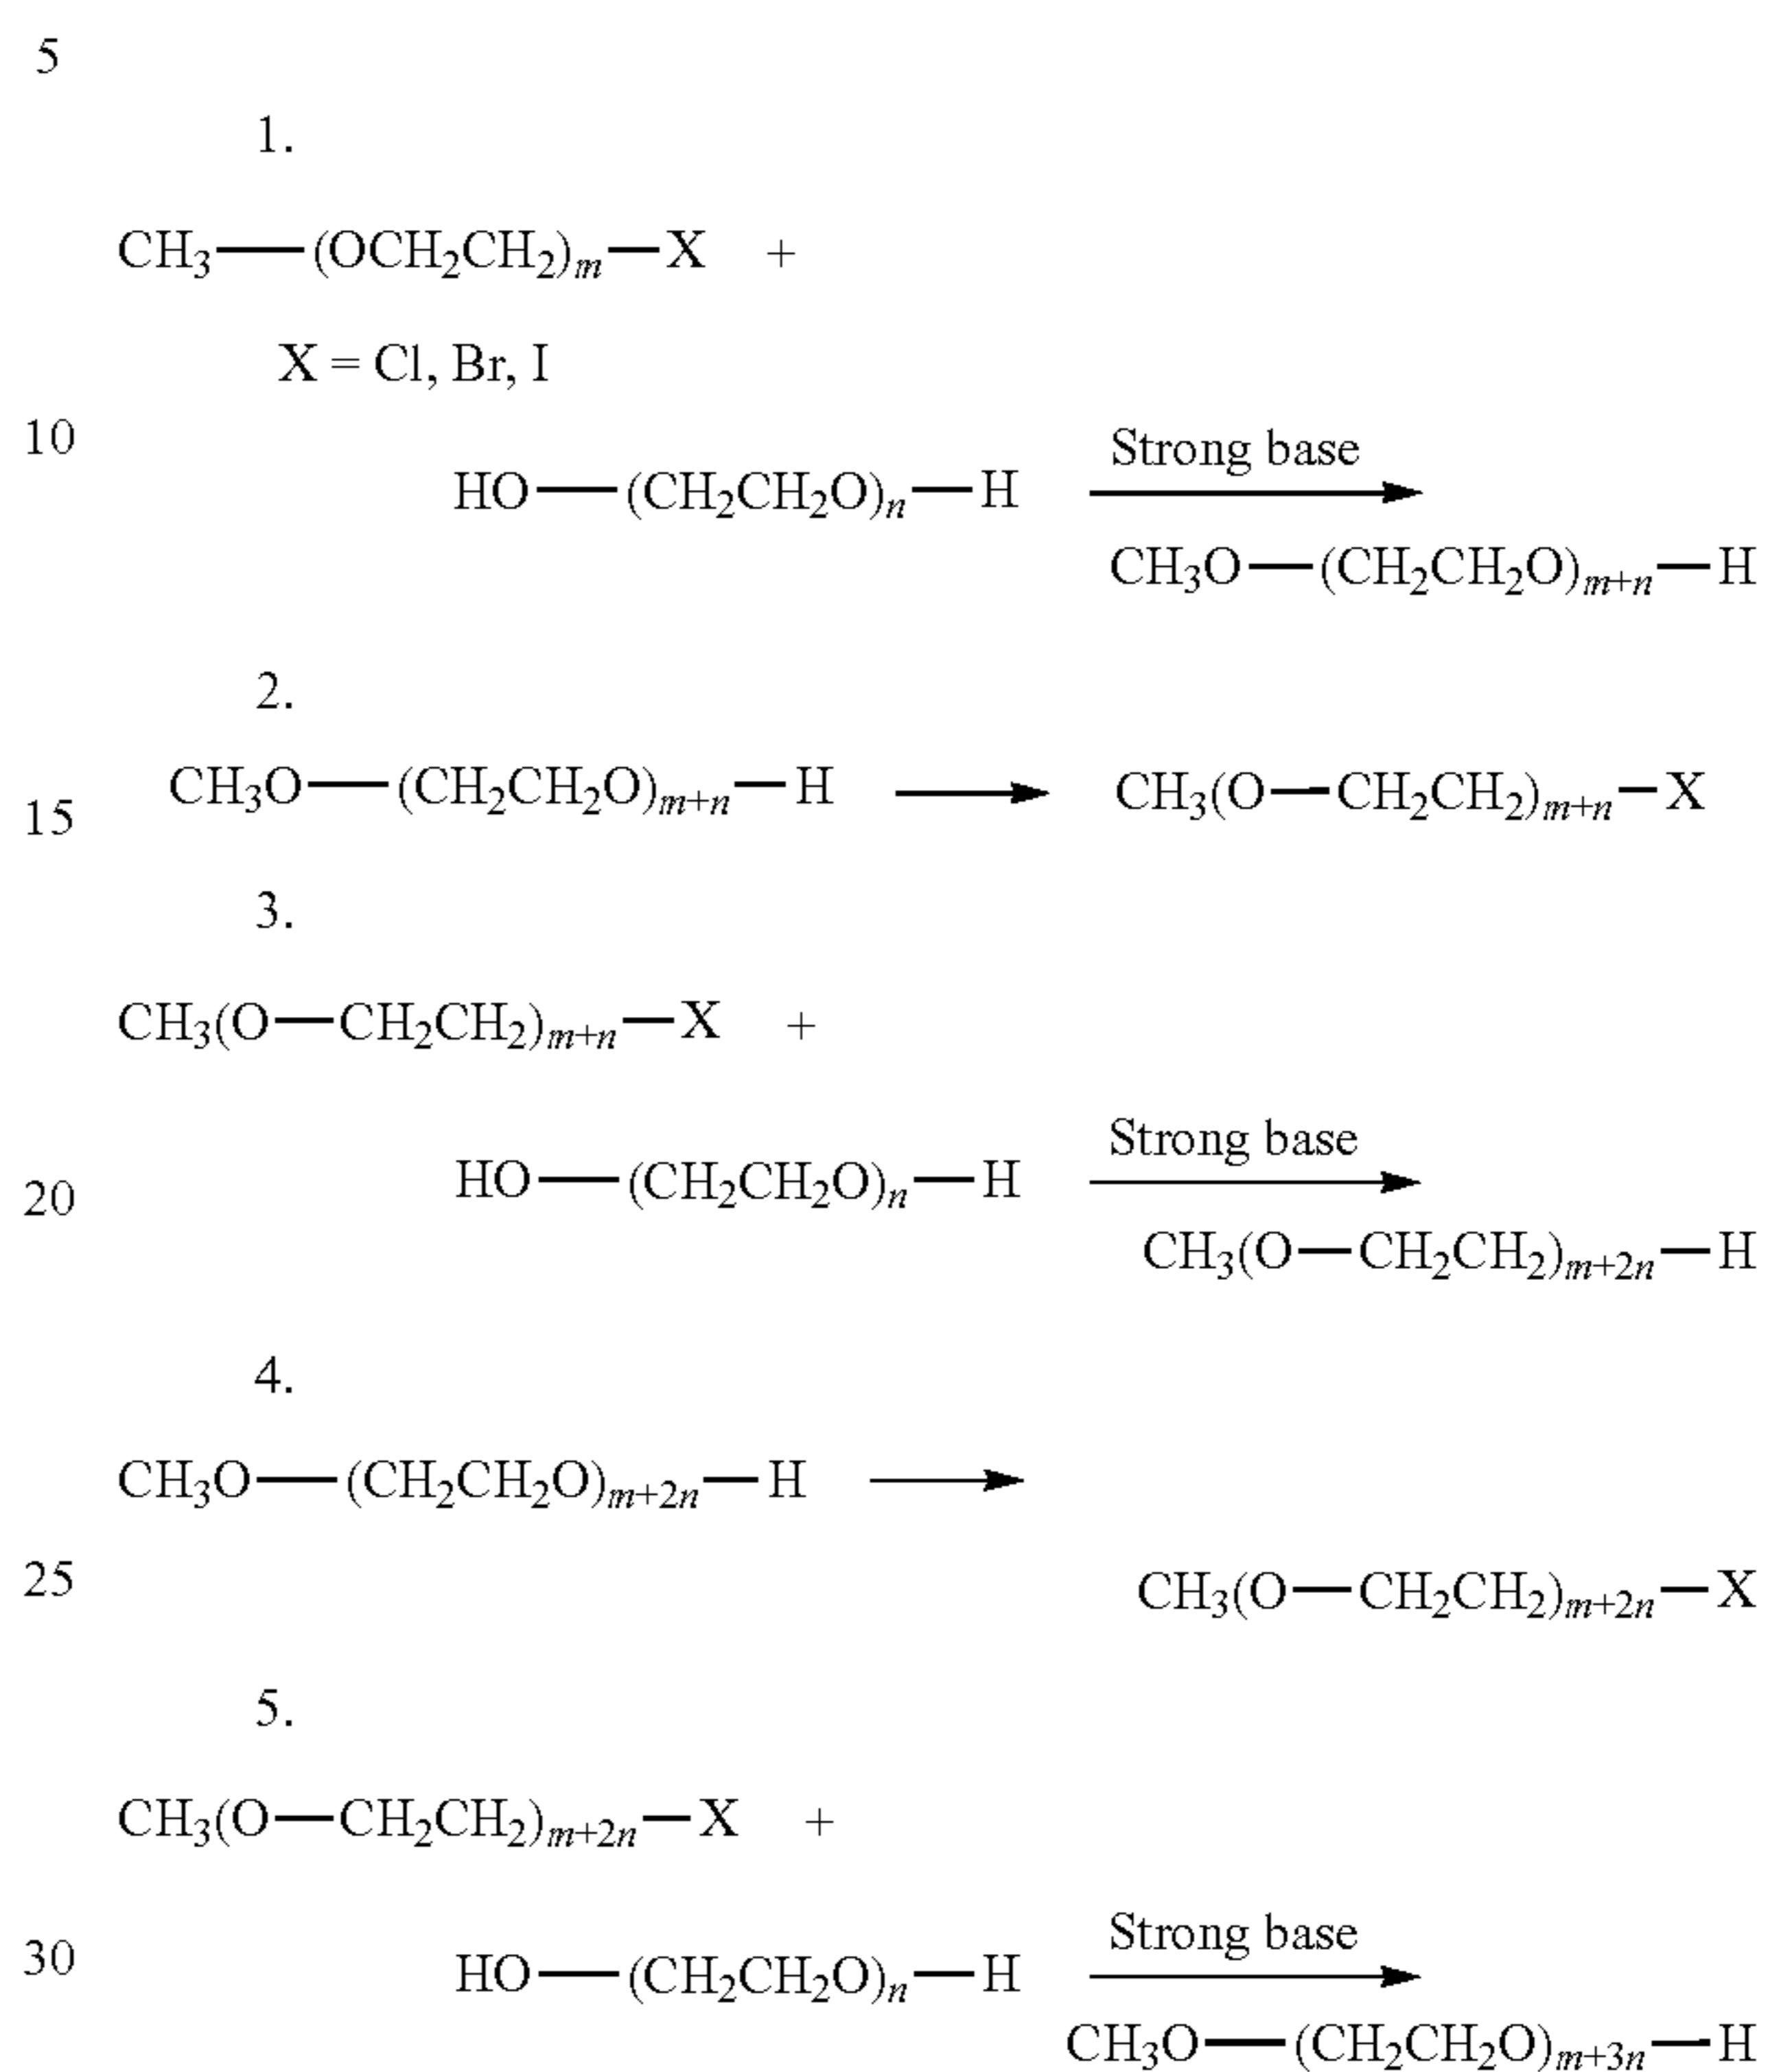 5
1.
CH₃—(OCH₂CH₂)ₘ—X +
X = Cl, Br, I
10
HO—(CH₂CH₂O)ₙ—H Strong base
CH₃O—(CH₂CH₂O)ₘ₊ₙ—H
2.
CH₃O—(CH₂CH₂O)ₘ₊ₙ—H ⟶ CH₃(O—CH₂CH₂)ₘ₊ₙ—X
15
3.
CH₃(O—CH₂CH₂)ₘ₊ₙ—X +
Strong base
20 HO—(CH₂CH₂O)ₙ—H ⟶
CH₃(O—CH₂CH₂)ₘ₊₂ₙ—H
4.
CH₃O—(CH₂CH₂O)ₘ₊₂ₙ—H ⟶
25 CH₃(O—CH₂CH₂)ₘ₊₂ₙ—X
5.
CH₃(O—CH₂CH₂)ₘ₊₂ₙ—X +
Strong base
30 HO—(CH₂CH₂O)ₙ—H ⟶
CH₃O—(CH₂CH₂O)ₘ₊₃ₙ—H